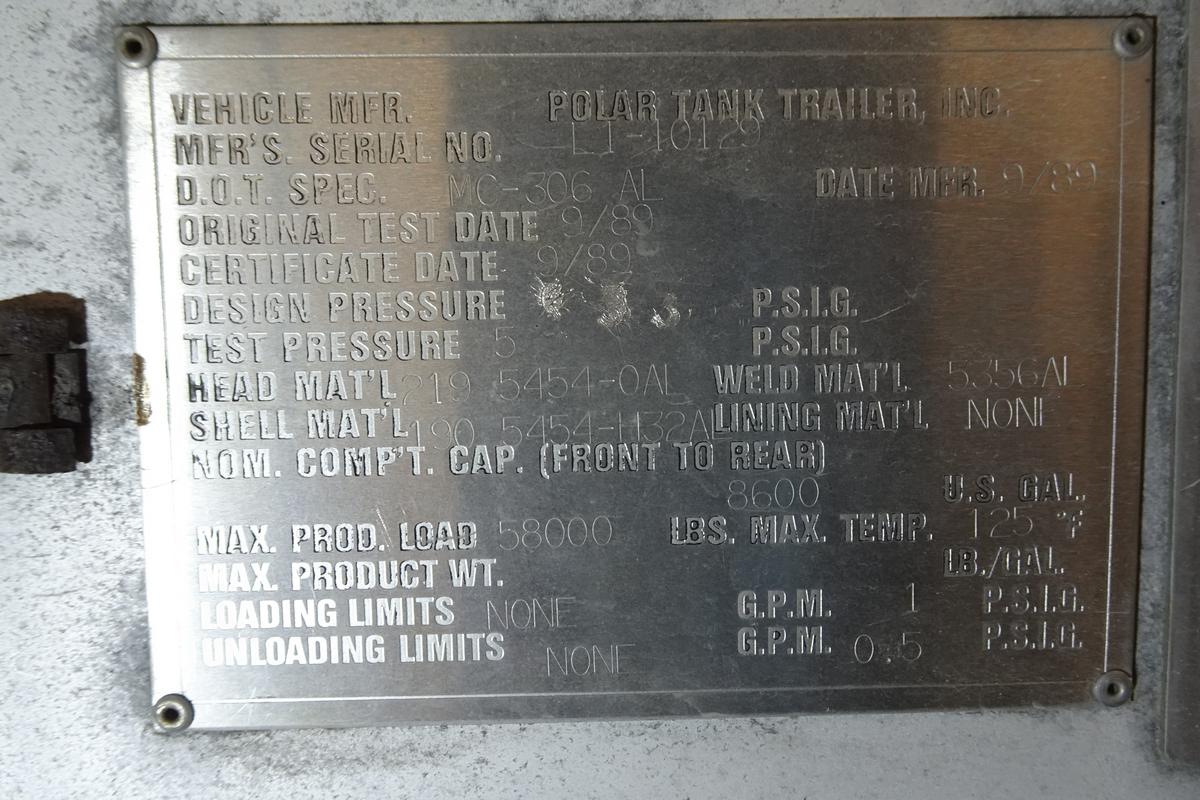 VEHICLE MFR. POLAR TANK TRAILER, INC.
MFR'S. SERIAL NO. LT-10129
D.O.T. SPEC. MC-306 AL DATE MFR. 9/89
ORIGINAL TEST DATE 9/89
CERTIFICATE DATE 9/89
DESIGN PRESSURE P.S.I.G.
TEST PRESSURE 5 P.S.I.G.
HEAD MAT'L 219 5454-0AL WELD MAT'L 5356AL
SHELL MAT'L 190 5454-H32AL LINING MAT'L NONE
NOM. COMP'T. CAP. (FRONT TO REAR)
8600 U.S. GAL.
MAX. PROD. LOAD 58000 LBS. MAX. TEMP. 125 °F
MAX. PRODUCT WT. LB./GAL.
LOADING LIMITS NONE G.P.M. 1 P.S.I.G.
UNLOADING LIMITS NONE G.P.M. 0.5 P.S.I.G.